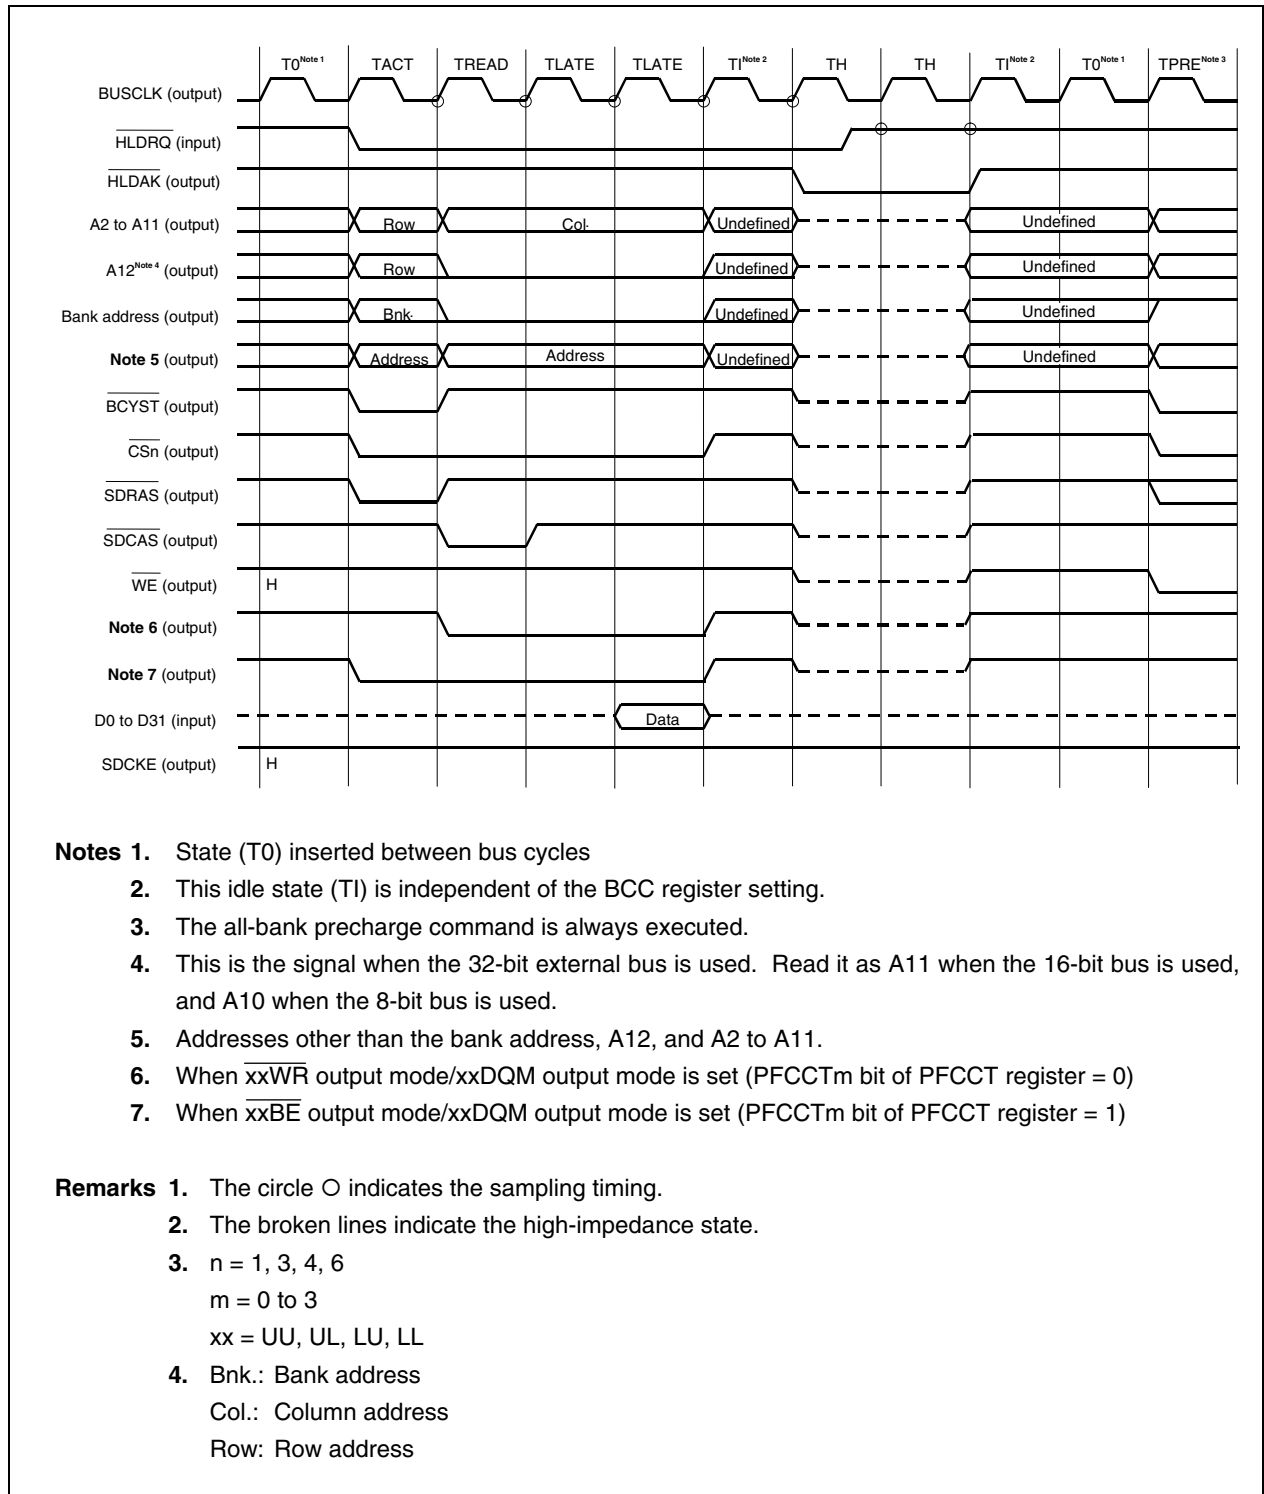 T0Note 1 TACT TREAD TLATE TLATE TINote 2 TH TH TINote 2 T0Note 1 TPRENote 3
BUSCLK (output)
HLDRQ (input)
HLDAK (output)
A2 to A11 (output) Row Col. Undefined Undefined
A12Note 4 (output) Row Undefined Undefined
Bank address (output) Bnk. Undefined Undefined
Note 5 (output) Address Address Undefined Undefined
BCYST (output)
CSn (output)
SDRAS (output)
SDCAS (output)
WE (output) H
Note 6 (output)
Note 7 (output)
D0 to D31 (input) Data
SDCKE (output) H
Notes 1. State (T0) inserted between bus cycles
2. This idle state (TI) is independent of the BCC register setting.
3. The all-bank precharge command is always executed.
4. This is the signal when the 32-bit external bus is used. Read it as A11 when the 16-bit bus is used,
and A10 when the 8-bit bus is used.
5. Addresses other than the bank address, A12, and A2 to A11.
6. When xxWR output mode/xxDQM output mode is set (PFCCTm bit of PFCCT register = 0)
7. When xxBE output mode/xxDQM output mode is set (PFCCTm bit of PFCCT register = 1)
Remarks 1. The circle O indicates the sampling timing.
2. The broken lines indicate the high-impedance state.
3. n = 1, 3, 4, 6
m = 0 to 3
xx = UU, UL, LU, LL
4. Bnk.: Bank address
Col.: Column address
Row: Row address